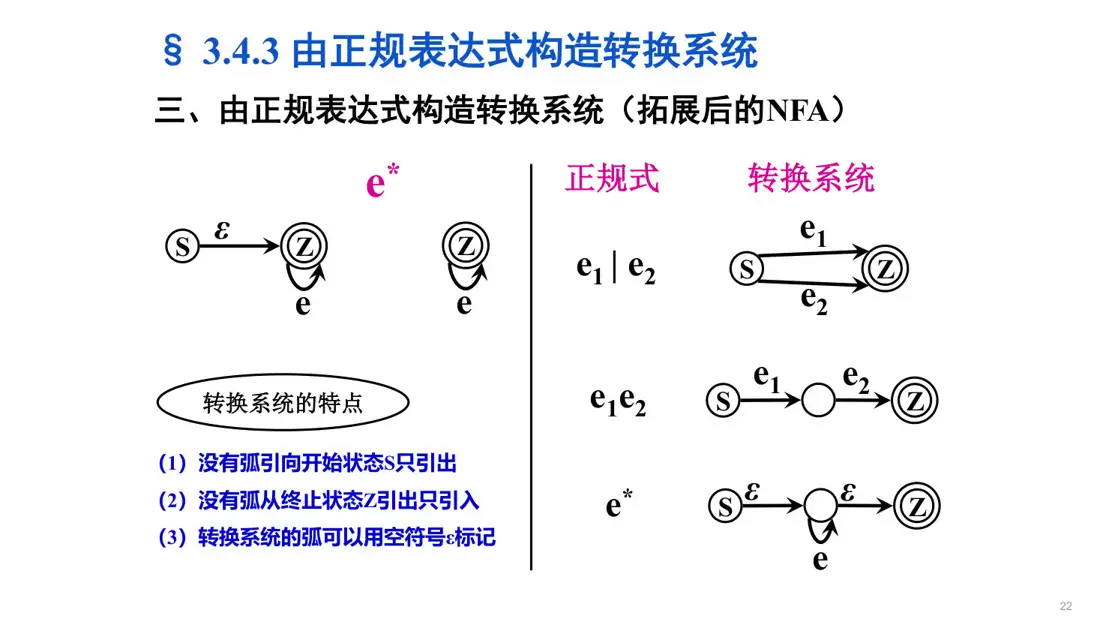 § 3.4.3 由正规表达式构造转换系统
三、由正规表达式构造转换系统（拓展后的NFA）
e*
S ε Z
e
Z
e
转换系统的特点
（1）没有弧引向开始状态S只引出
（2）没有弧从终止状态Z引出只引入
（3）转换系统的弧可以用空符号ε标记
正规式 转换系统
e₁ | e₂
e₁
S Z
e₂
e₁e₂
e₁ e₂
S Z
e*
S ε ε Z
e
22